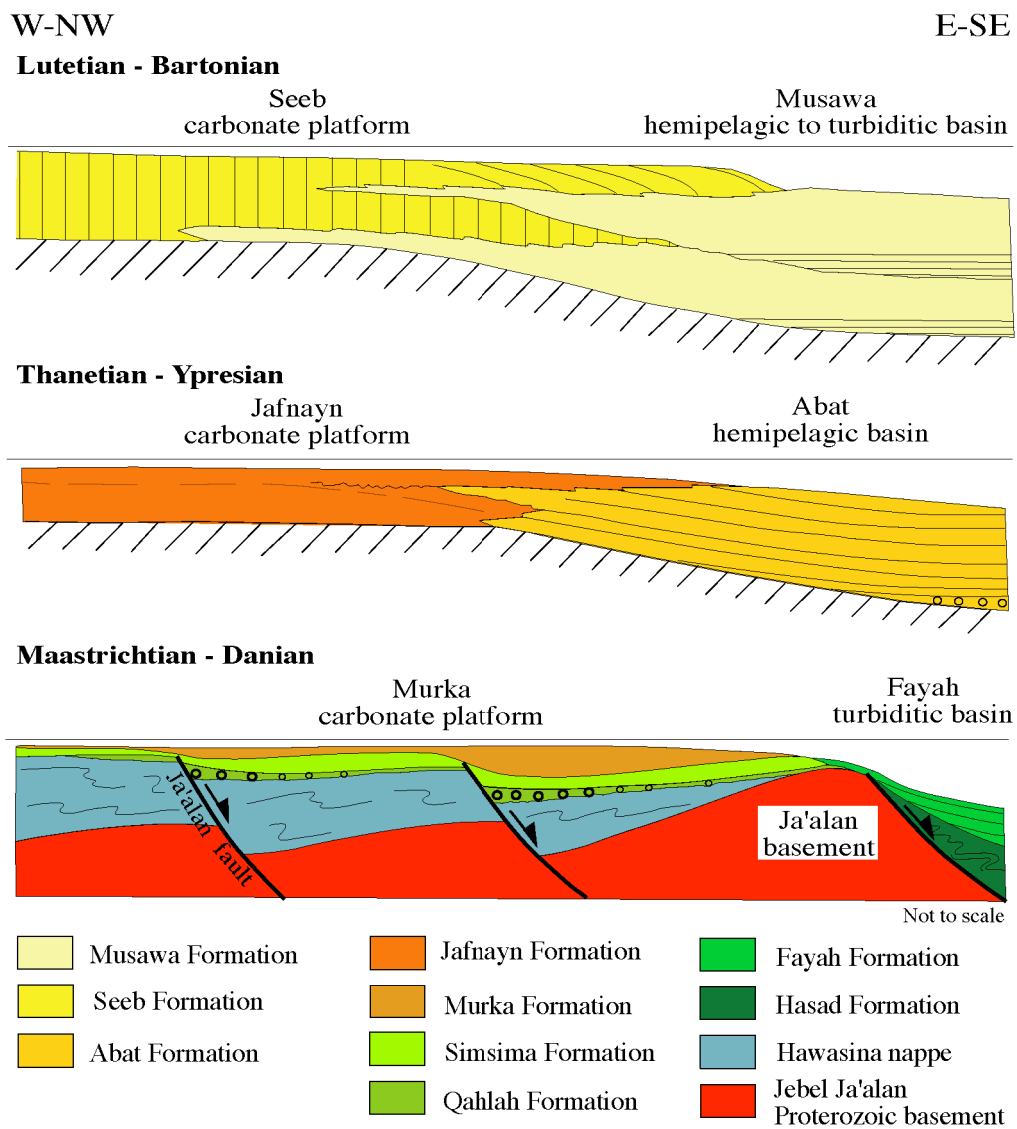 W-NW
E-SE
Lutetian - Bartonian
Seeb
carbonate platform
Musawa
hemipelagic to turbiditic basin
Thanetian - Ypresian
Jafnayn
carbonate platform
Abat
hemipelagic basin
Maastrichtian - Danian
Murka
carbonate platform
Fayah
turbiditic basin
Ja'alan fault
Ja'alan
basement
Not to scale
Musawa Formation
Seeb Formation
Abat Formation
Jafnayn Formation
Murka Formation
Simsima Formation
Qahlah Formation
Fayah Formation
Hasad Formation
Hawasina nappe
Jebel Ja'alan
Proterozoic basement